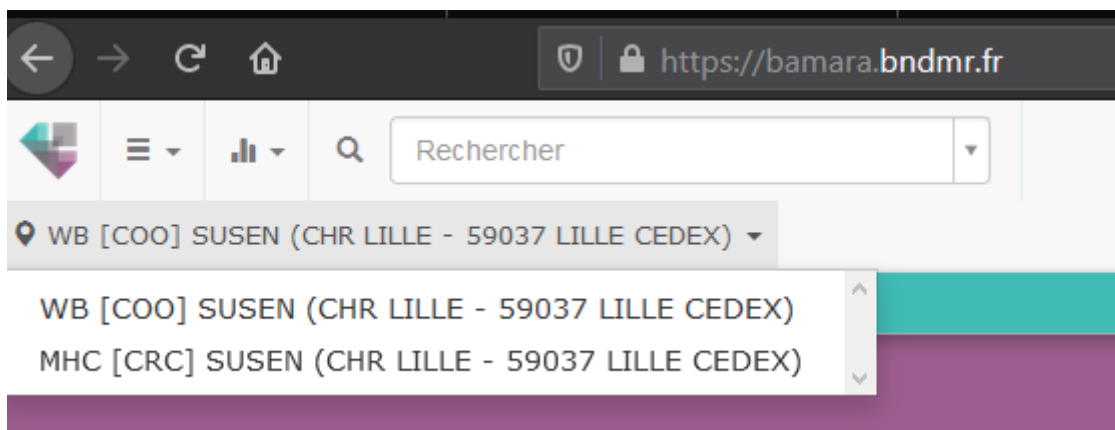 https://bamara.bndmr.fr
Rechercher
WB [COO] SUSEN (CHR LILLE - 59037 LILLE CEDEX)
WB [COO] SUSEN (CHR LILLE - 59037 LILLE CEDEX)
MHC [CRC] SUSEN (CHR LILLE - 59037 LILLE CEDEX)